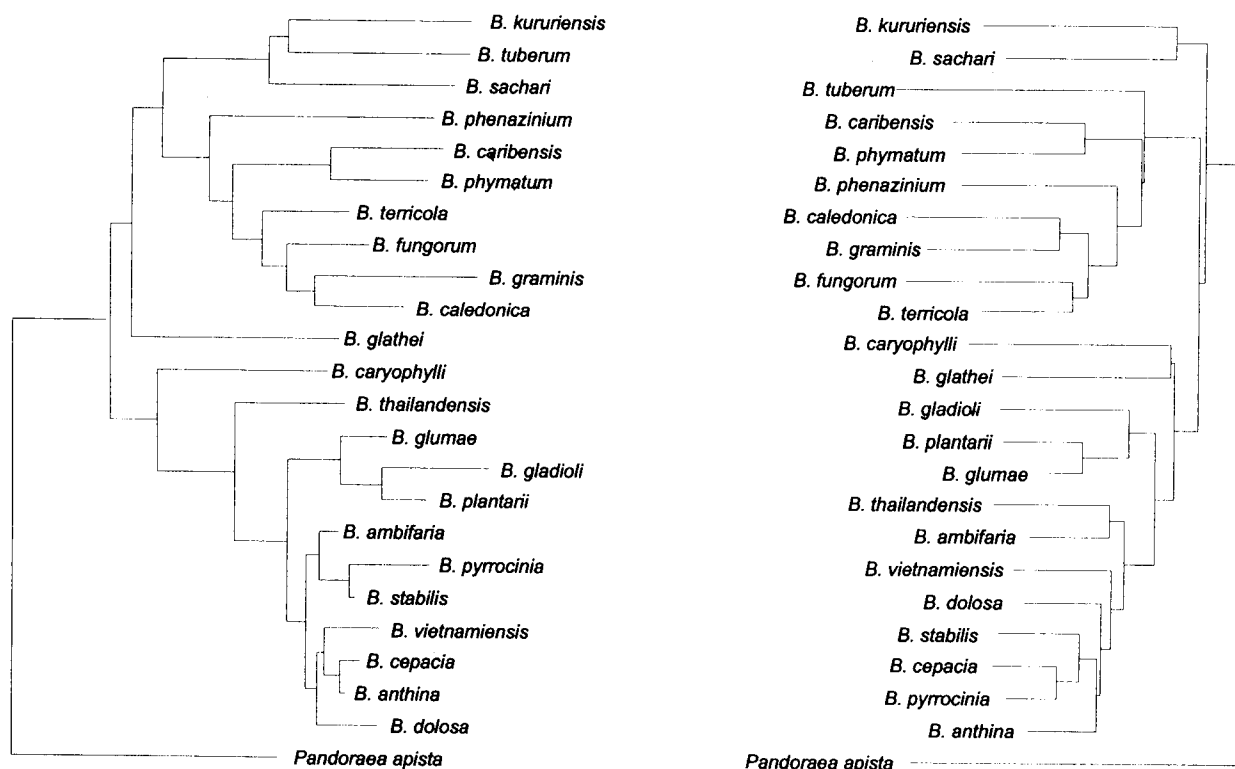 B. kururiensis
B. tuberum
B. sachari
B. phenazinium
B. caribensis
B. phymatum
B. terricola
B. fungorum
B. graminis
B. caledonica
B. glathei
B. caryophylli
B. thailandensis
B. glumae
B. gladioli
B. plantarii
B. ambifaria
B. pyrrocinia
B. stabilis
B. vietnamiensis
B. cepacia
B. anthina
B. dolosa
Pandoraea apista
B. kururiensis
B. sachari
B. tuberum
B. caribensis
B. phymatum
B. phenazinium
B. caledonica
B. graminis
B. fungorum
B. terricola
B. caryophylli
B. glathei
B. gladioli
B. plantarii
B. glumae
B. thailandensis
B. ambifaria
B. vietnamiensis
B. dolosa
B. stabilis
B. cepacia
B. pyrrocinia
B. anthina
Pandoraea apista